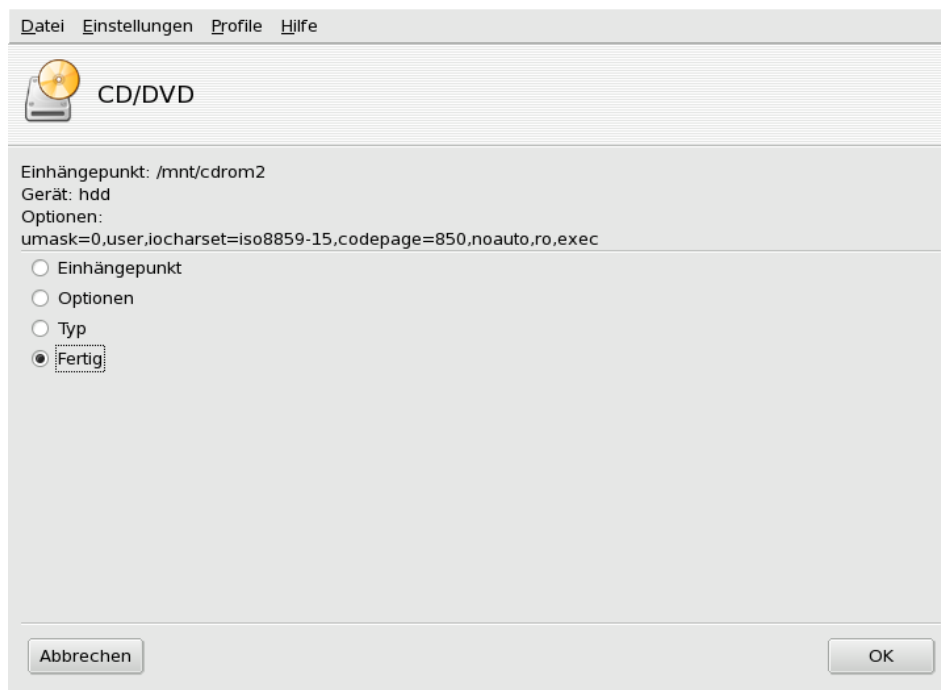 Datei Einstellungen Profile Hilfe
CD/DVD
Einhängepunkt: /mnt/cdrom2
Gerät: hdd
Optionen:
umask=0,user,iocharset=iso8859-15,codepage=850,noauto,ro,exec
Einhängepunkt
Optionen
Typ
Fertig
Abbrechen OK